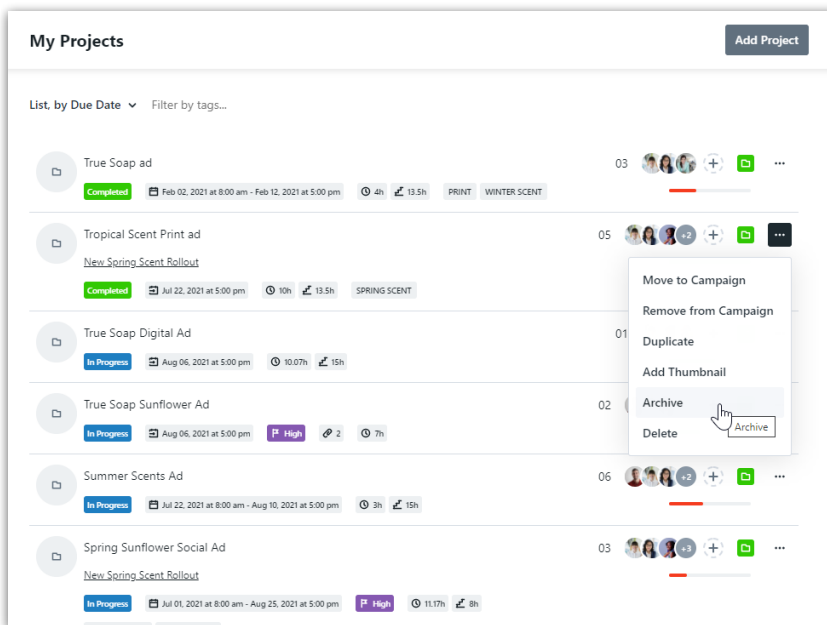 My Projects
Add Project
List, by Due Date
Filter by tags...
True Soap ad
03
Completed Feb 02, 2021 at 8:00 am - Feb 12, 2021 at 5:00 pm 4h 13.5h PRINT WINTER SCENT
Tropical Scent Print ad
05 +2
New Spring Scent Rollout
Completed Jul 22, 2021 at 5:00 pm 10h 13.5h SPRING SCENT
Move to Campaign
Remove from Campaign
Duplicate
Add Thumbnail
Archive
Archive
Delete
True Soap Digital Ad
01
In Progress Aug 06, 2021 at 5:00 pm 10.07h 15h
True Soap Sunflower Ad
02
In Progress Aug 06, 2021 at 5:00 pm High 2 7h
Summer Scents Ad
06 +2
In Progress Jul 22, 2021 at 8:00 am - Aug 10, 2021 at 5:00 pm 3h 15h
Spring Sunflower Social Ad
03 +3
New Spring Scent Rollout
In Progress Jul 01, 2021 at 8:00 am - Aug 25, 2021 at 5:00 pm High 11.17h 8h